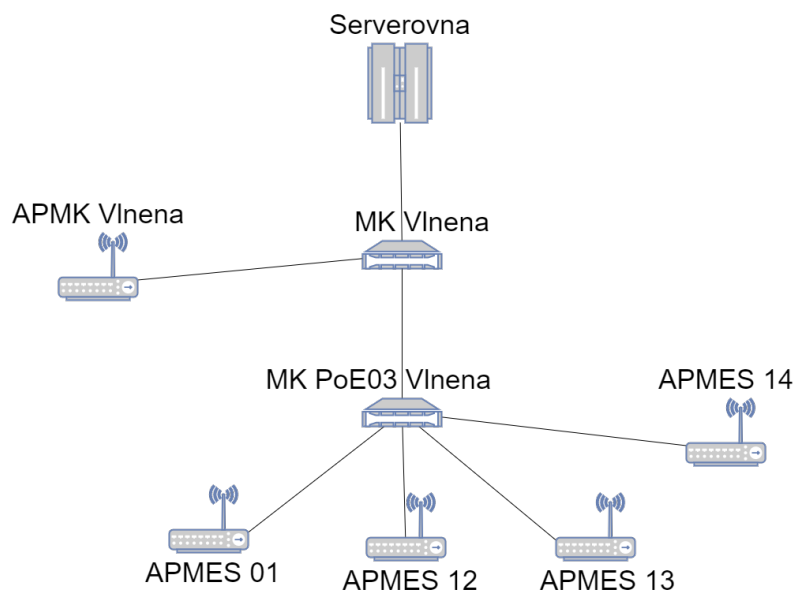 Serverovna
APMK Vlnena
MK Vlnena
MK PoE03 Vlnena
APMES 14
APMES 01
APMES 12
APMES 13